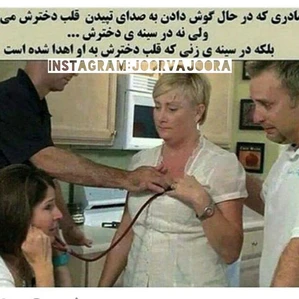 مادری که در حال گوش دادن به صدای تپیدن قلب دخترش می
ولی نه در سینه ی دخترش ...
بلکه در سینه ی زنی که قلب دخترش به او اهدا شده است
INSTAGRAM:JOORVAJOORA